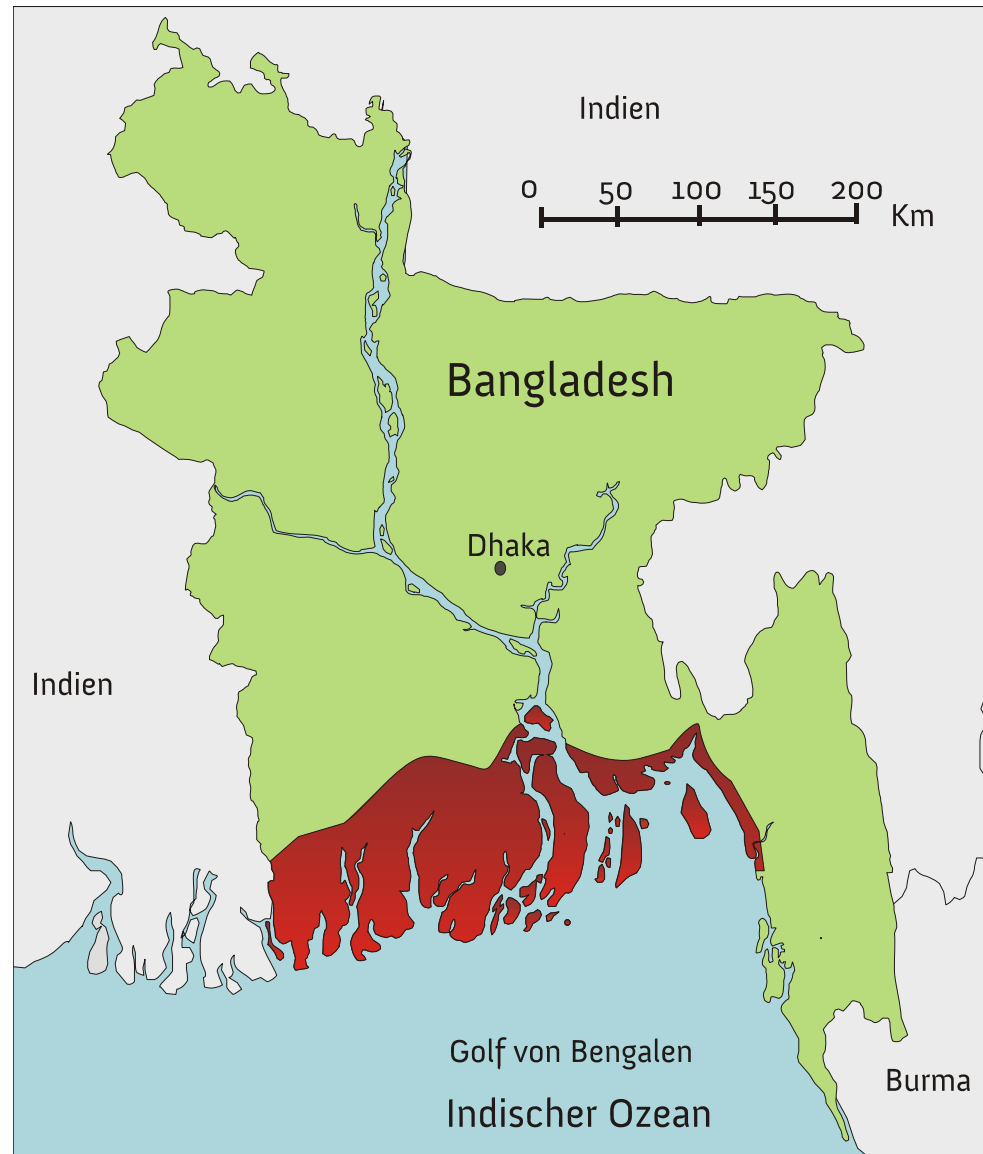 Indien
0 50 100 150 200
Km
Bangladesh
Dhaka
Indien
Golf von Bengalen
Indischer Ozean
Burma